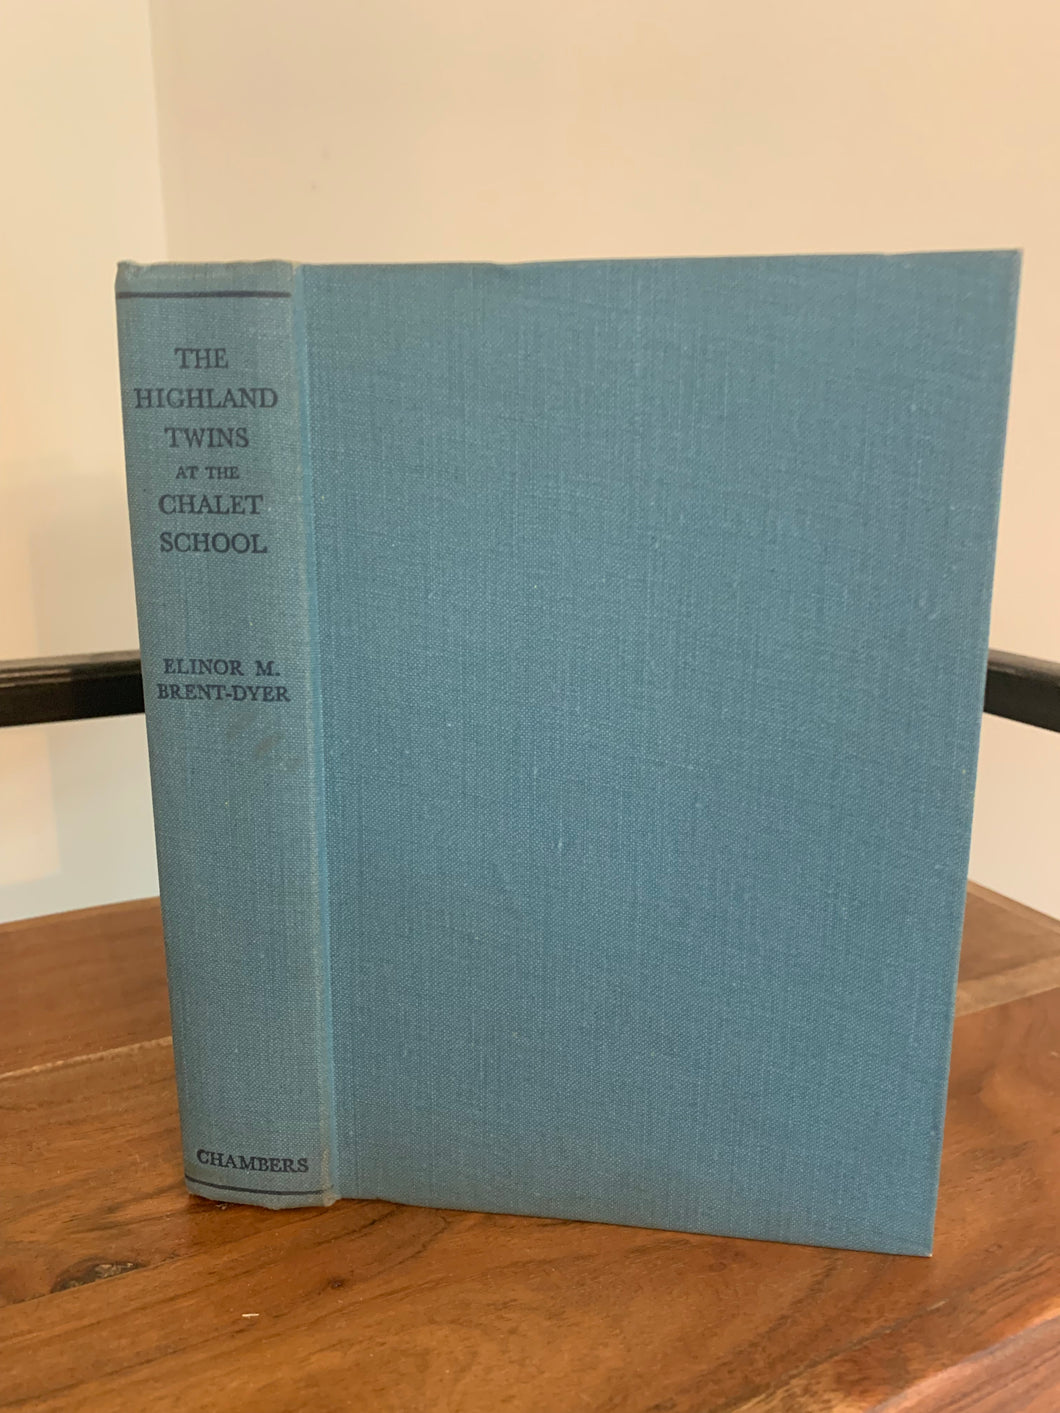 THE
HIGHLAND
TWINS
AT THE
CHALET
SCHOOL
ELINOR M.
BRENT-DYER
CHAMBERS